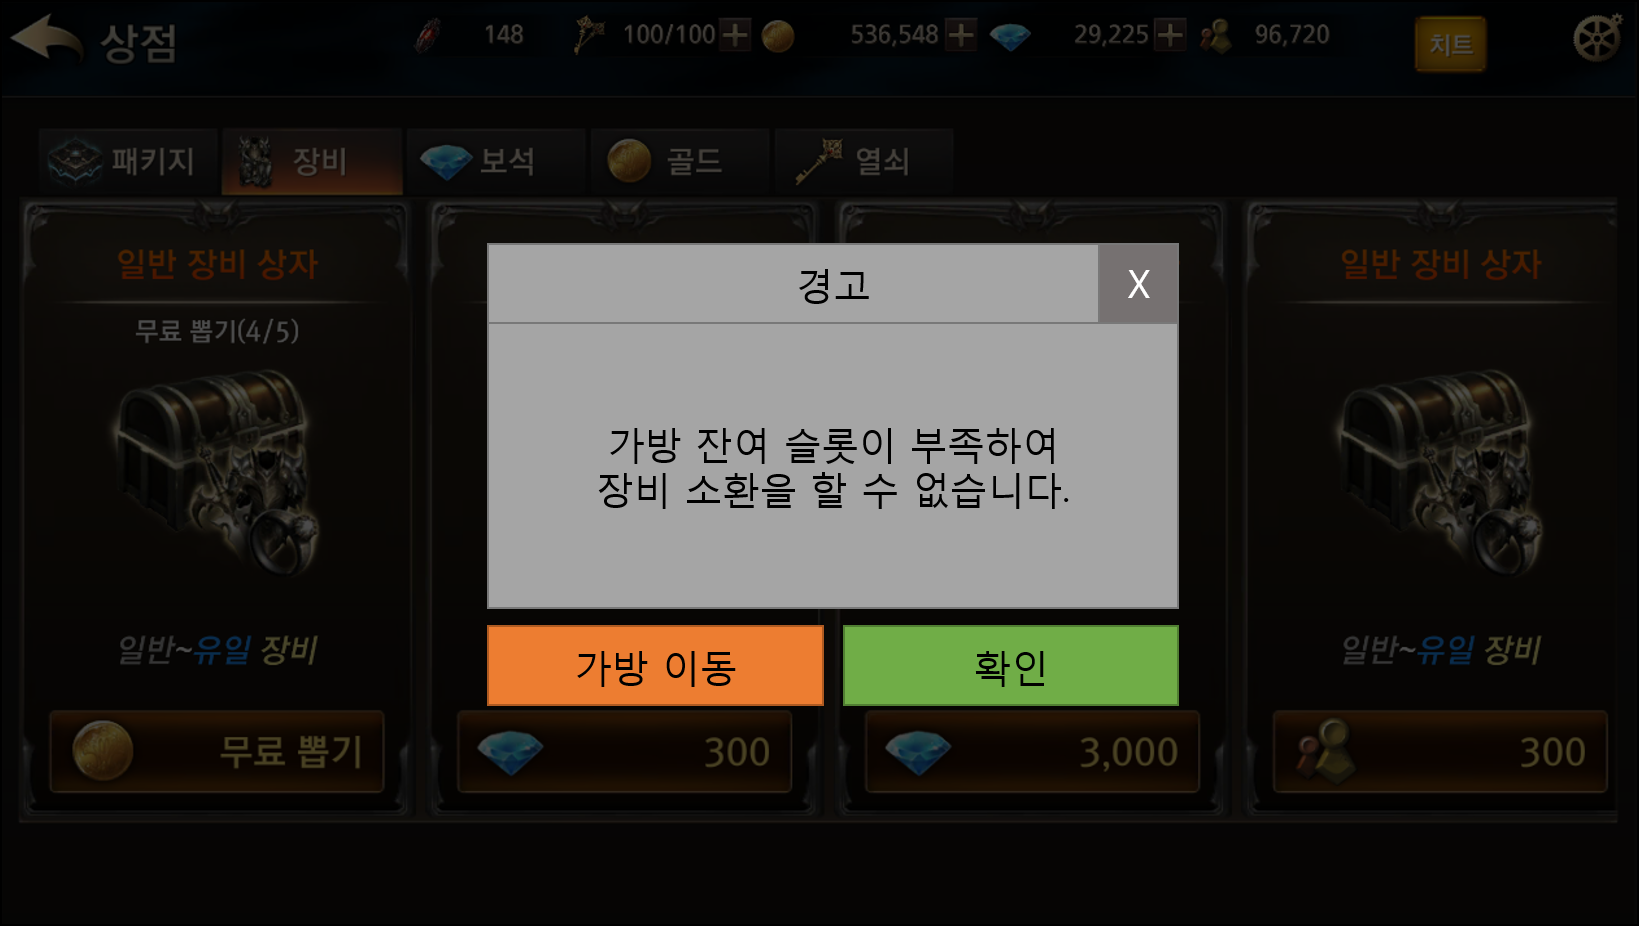 상점
148
100/100
536,548
29,225
96,720
치트
패키지
장비
보석
골드
열쇠
일반 장비 상자
무료 뽑기(4/5)
일반~유일 장비
무료 뽑기
경고
X
가방 잔여 슬롯이 부족하여
장비 소환을 할 수 없습니다.
가방 이동
확인
300
3,000
일반 장비 상자
일반~유일 장비
300